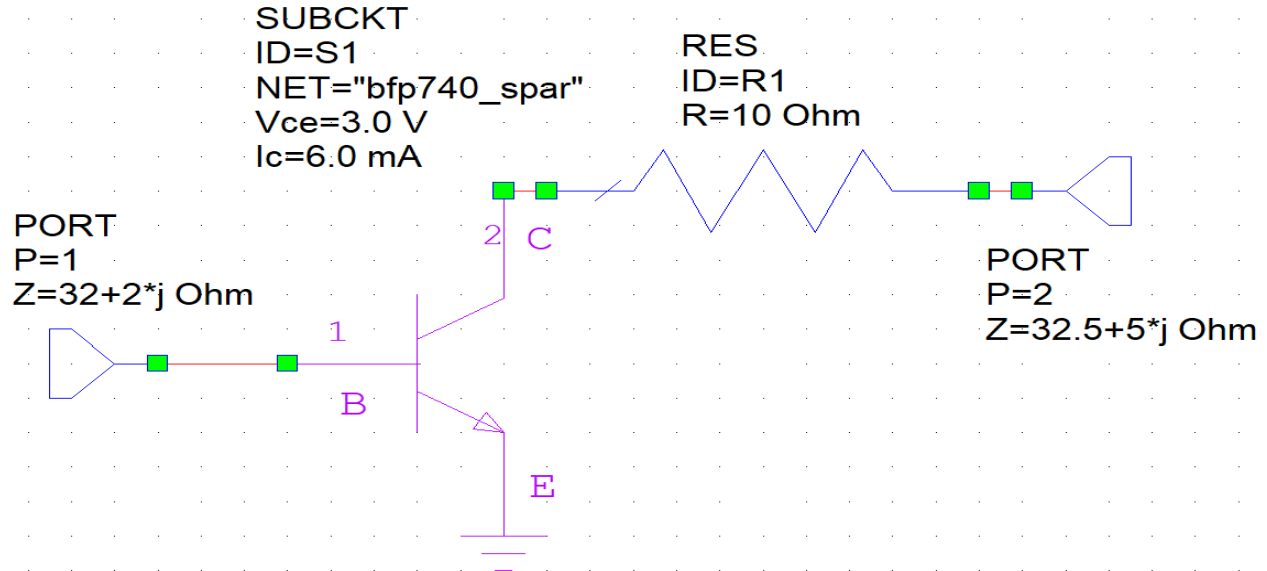 SUBCKT
ID=S1
NET="bfp740_spar"
Vce=3.0 V
Ic=6.0 mA
RES
ID=R1
R=10 Ohm
2 C
PORT
P=1
Z=32+2*j Ohm
PORT
P=2
Z=32.5+5*j Ohm
1
B
E